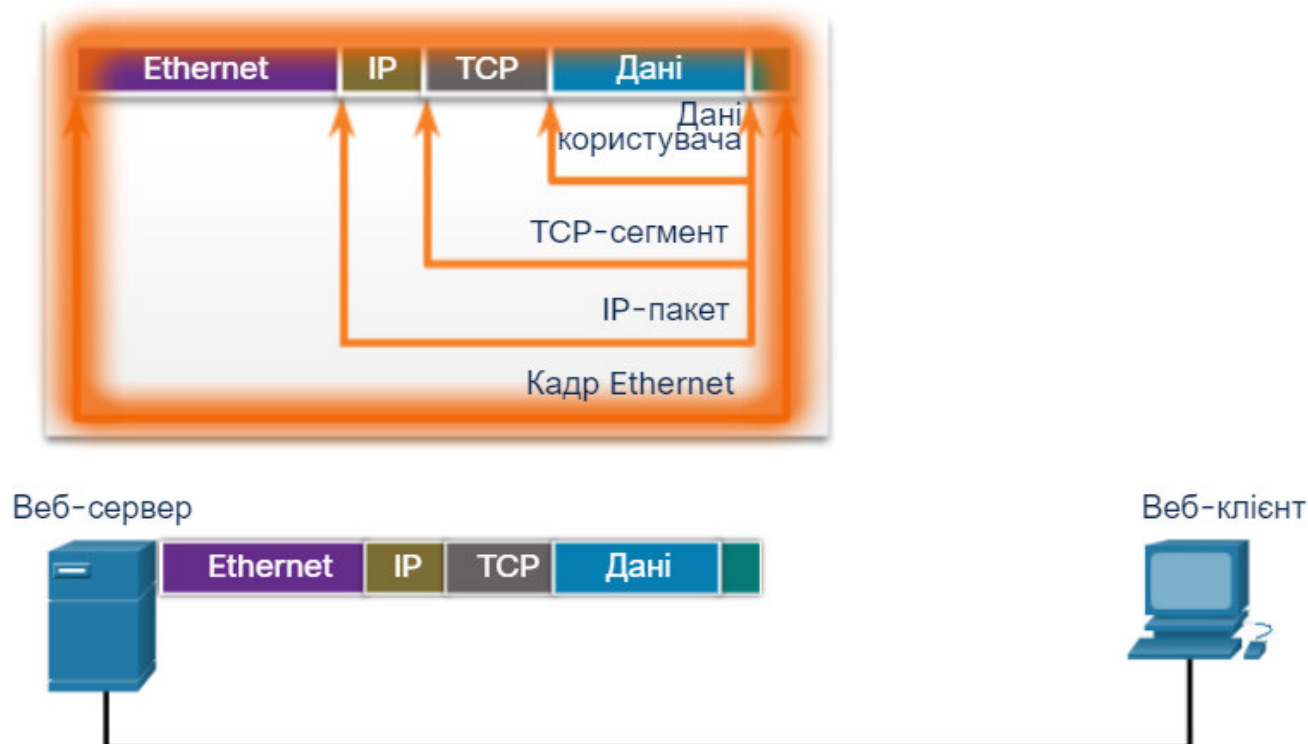 Ethernet IP TCP Дані
Дані
користувача
TCP-сегмент
IP-пакет
Кадр Ethernet
Веб-сервер Веб-клієнт
Ethernet IP TCP Дані